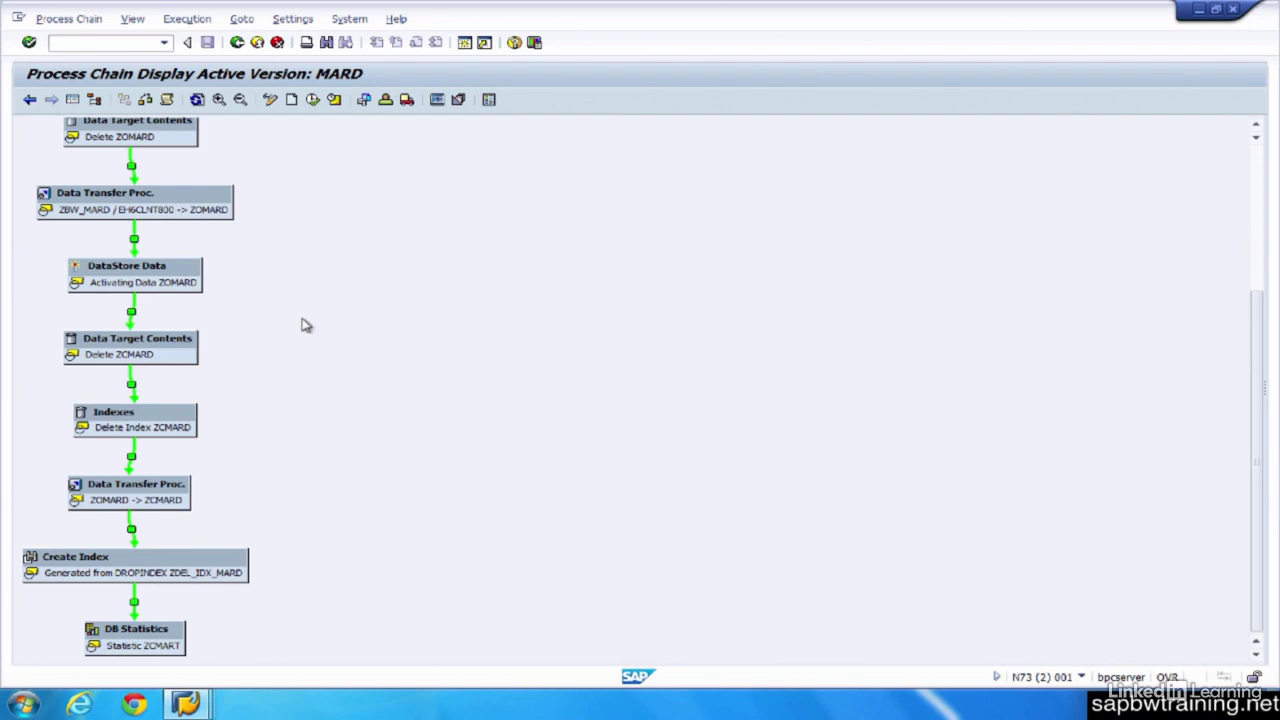 Process Chain View Execution Goto Settings System Help
Process Chain Display Active Version: MARD
Data Target Contents
Delete ZOMARD
Data Transfer Proc.
ZBW_MARD / EH6CLNT800 -> ZOMARD
DataStore Data
Activating Data ZOMARD
Data Target Contents
Delete ZCMARD
Indexes
Delete Index ZCMARD
Data Transfer Proc.
ZOMARD -> ZCMARD
Create Index
Generated from DROPINDEX ZDEL_IDX_MARD
DB Statistics
Statistic ZCMART
SAP
N73 (2) 001 bpcserver OVR
LinkedIn Learning
sapbwtraining.net